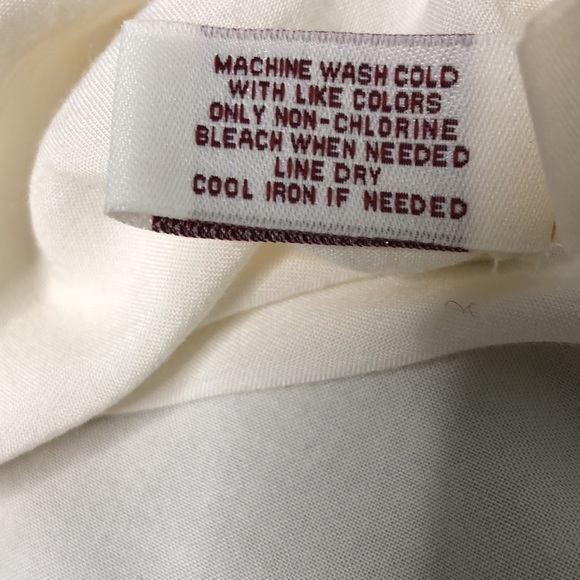 MACHINE WASH COLD
WITH LIKE COLORS
ONLY NON-CHLORINE
BLEACH WHEN NEEDED
LINE DRY
COOL IRON IF NEEDED